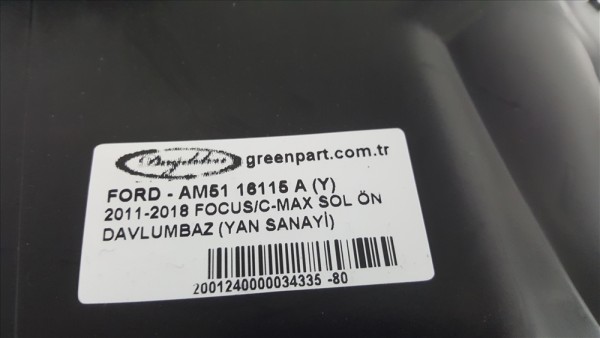 greenpart.com.tr
FORD - AM51 16115 A (Y)
2011-2018 FOCUS/C-MAX SOL ÖN
DAVLUMBAZ (YAN SANAYİ)
2001240000034335 -80